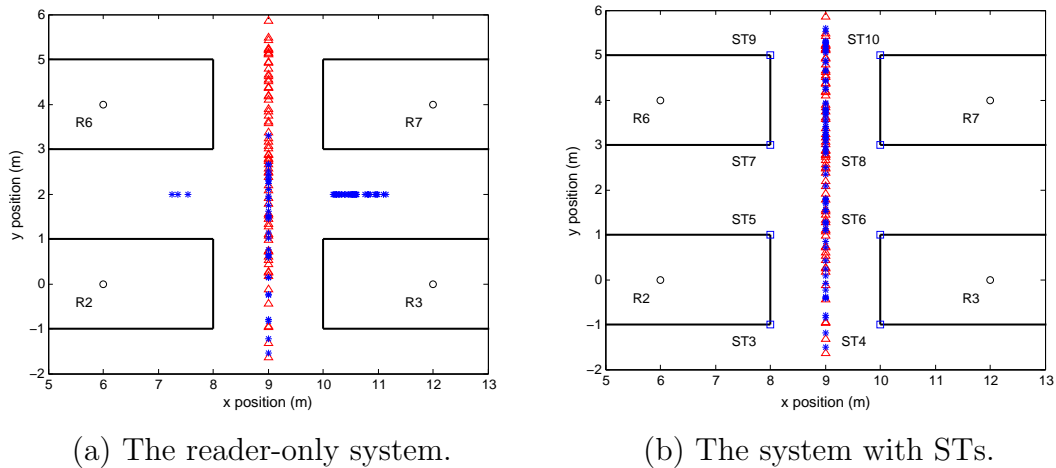 6
5
4
3
2
1
0
−1
−2
y position (m)
R6
R7
R2
R3
5 6 7 8 9 10 11 12 13
x position (m)
(a) The reader-only system.
6
5
4
3
2
1
0
−1
−2
y position (m)
ST9 ST10
R6
R7
ST7 ST8
ST5 ST6
R2
R3
ST3 ST4
5 6 7 8 9 10 11 12 13
x position (m)
(b) The system with STs.